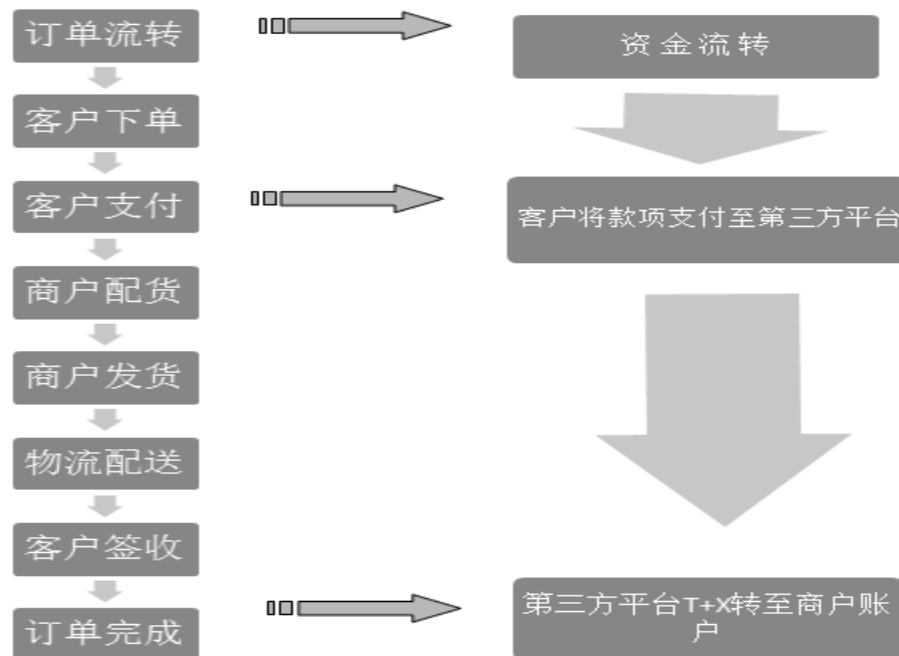 订单流转
资金流转
客户下单
客户支付
客户将款项支付至第三方平台
商户配货
商户发货
物流配送
客户签收
订单完成
第三方平台T+X转至商户账
户